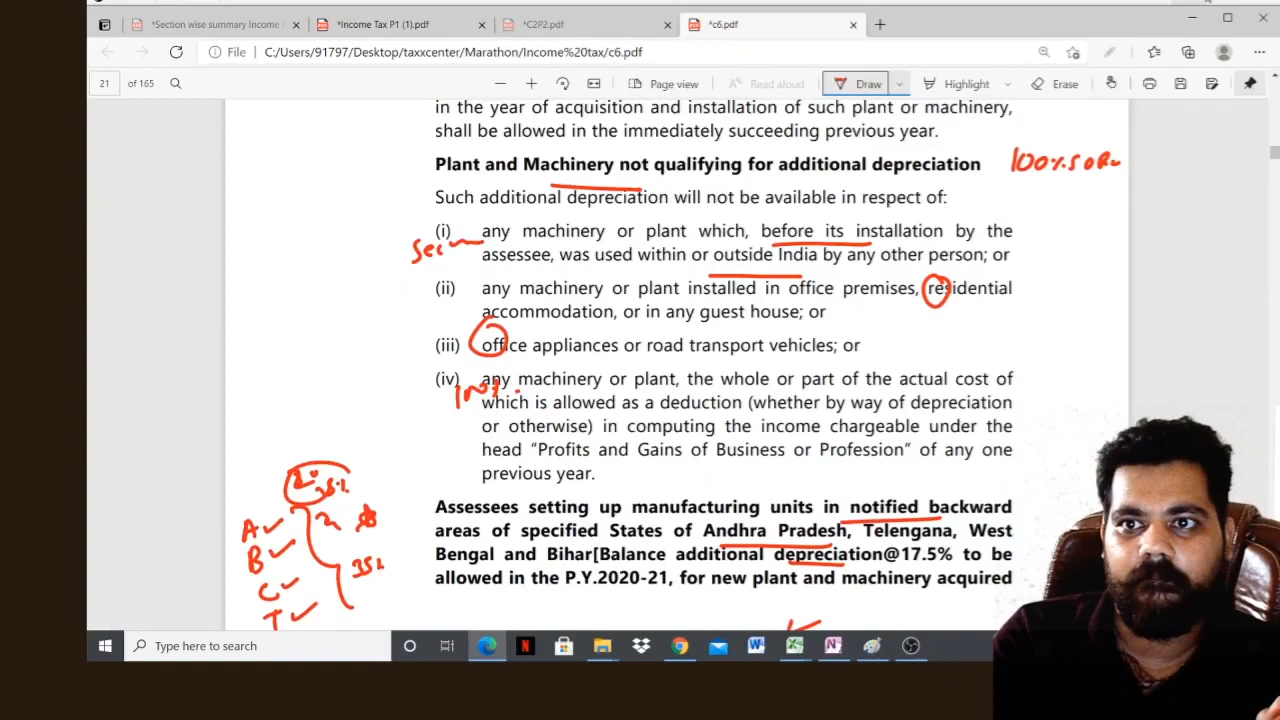 *Section wise summary Income
*Income Tax P1 (1).pdf
*C2P2.pdf
*c6.pdf
File
C:/Users/91797/Desktop/taxxcenter/Marathon/Income%20tax/c6.pdf
21 of 165
Page view
Read aloud
Draw
Highlight
Erase
in the year of acquisition and installation of such plant or machinery,
shall be allowed in the immediately succeeding previous year.
Plant and Machinery not qualifying for additional depreciation
100%
Such additional depreciation will not be available in respect of:
(i) any machinery or plant which, before its installation by the
Sec
assessee, was used within or outside India by any other person; or
(ii) any machinery or plant installed in office premises, residential
accommodation, or in any guest house; or
(iii) office appliances or road transport vehicles; or
(iv) any machinery or plant, the whole or part of the actual cost of
which is allowed as a deduction (whether by way of depreciation
or otherwise) in computing the income chargeable under the
head “Profits and Gains of Business or Profession” of any one
previous year.
35%
Assessees setting up manufacturing units in notified backward
A
areas of specified States of Andhra Pradesh, Telengana, West
B
Bengal and Bihar[Balance additional depreciation@17.5% to be
35%
allowed in the P.Y.2020-21, for new plant and machinery acquired
C
T
Type here to search